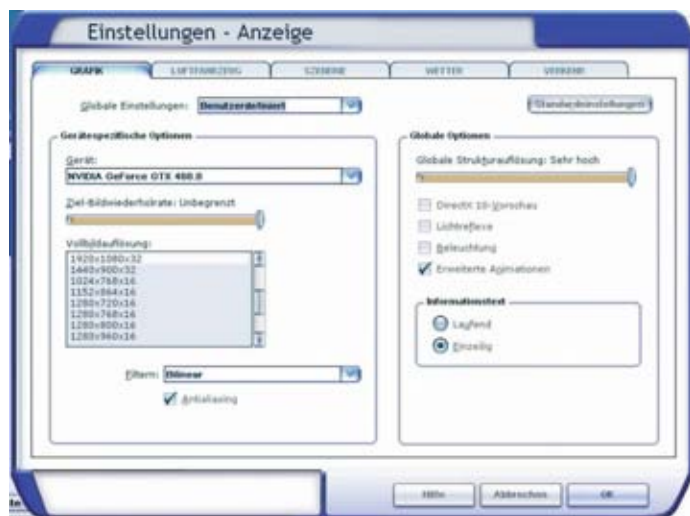 Einstellungen - Anzeige
GRAFIK
LUFTFAHRZEUG
SZENERIE
WETTER
VERKEHR
Globale Einstellungen: Benutzerdefiniert
Standardeinstellungen
Gerätespezifische Optionen
Gerät:
NVIDIA GeForce GTX 480.0
Ziel-Bildwiederholrate: Unbegrenzt
Vollbildauflösung:
1920x1080x32
1440x900x32
1024x768x16
1152x864x16
1280x720x16
1280x768x16
1280x800x16
1280x960x16
Filtern: Bilinear
Antialiasing
Globale Optionen
Globale Strukturauflösung: Sehr hoch
DirectX 10-Vorschau
Lichtreflexe
Beleuchtung
Erweiterte Animationen
Informationstext
Laufend
Einzeilig
Hilfe
Abbrechen
OK